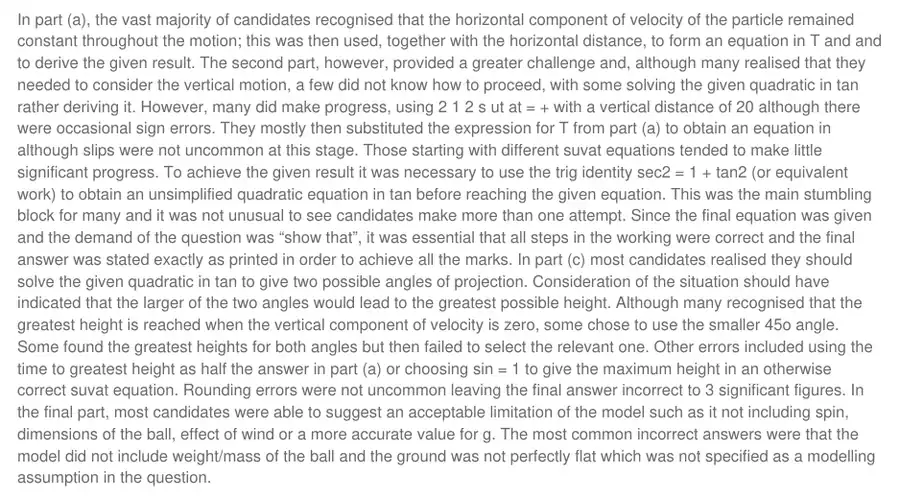 In part (a), the vast majority of candidates recognised that the horizontal component of velocity of the particle remained
constant throughout the motion; this was then used, together with the horizontal distance, to form an equation in T and and
to derive the given result. The second part, however, provided a greater challenge and, although many realised that they
needed to consider the vertical motion, a few did not know how to proceed, with some solving the given quadratic in tan
rather deriving it. However, many did make progress, using 2 1 2 s ut at = + with a vertical distance of 20 although there
were occasional sign errors. They mostly then substituted the expression for T from part (a) to obtain an equation in
although slips were not uncommon at this stage. Those starting with different suvat equations tended to make little
significant progress. To achieve the given result it was necessary to use the trig identity sec2 = 1 + tan2 (or equivalent
work) to obtain an unsimplified quadratic equation in tan before reaching the given equation. This was the main stumbling
block for many and it was not unusual to see candidates make more than one attempt. Since the final equation was given
and the demand of the question was “show that”, it was essential that all steps in the working were correct and the final
answer was stated exactly as printed in order to achieve all the marks. In part (c) most candidates realised they should
solve the given quadratic in tan to give two possible angles of projection. Consideration of the situation should have
indicated that the larger of the two angles would lead to the greatest possible height. Although many recognised that the
greatest height is reached when the vertical component of velocity is zero, some chose to use the smaller 45o angle.
Some found the greatest heights for both angles but then failed to select the relevant one. Other errors included using the
time to greatest height as half the answer in part (a) or choosing sin = 1 to give the maximum height in an otherwise
correct suvat equation. Rounding errors were not uncommon leaving the final answer incorrect to 3 significant figures. In
the final part, most candidates were able to suggest an acceptable limitation of the model such as it not including spin,
dimensions of the ball, effect of wind or a more accurate value for g. The most common incorrect answers were that the
model did not include weight/mass of the ball and the ground was not perfectly flat which was not specified as a modelling
assumption in the question.